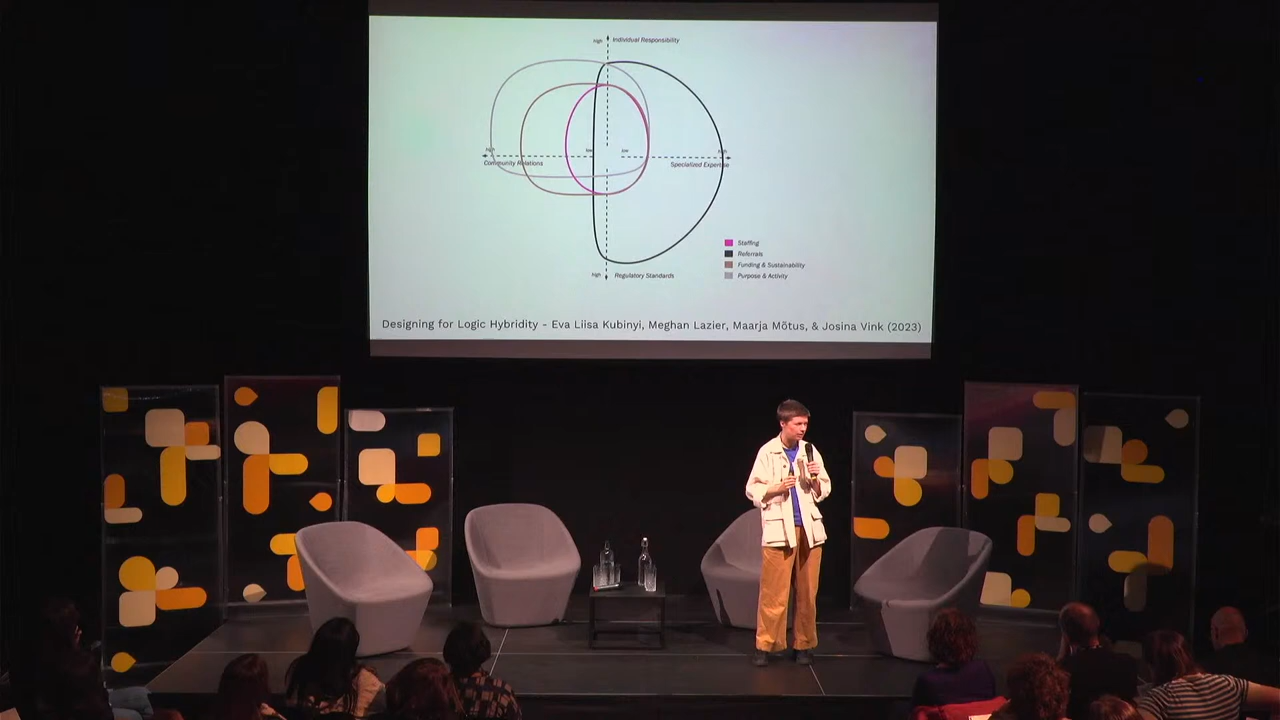 high
Individual Responsibility
high
low
low
high
Community Relations
Specialized Expertise
Staffing
Referrals
Funding & Sustainability
Purpose & Activity
high
Regulatory Standards
Designing for Logic Hybridity - Eva Liisa Kubinyi, Meghan Lazier, Maarja Mõtus, & Josina Vink (2023)